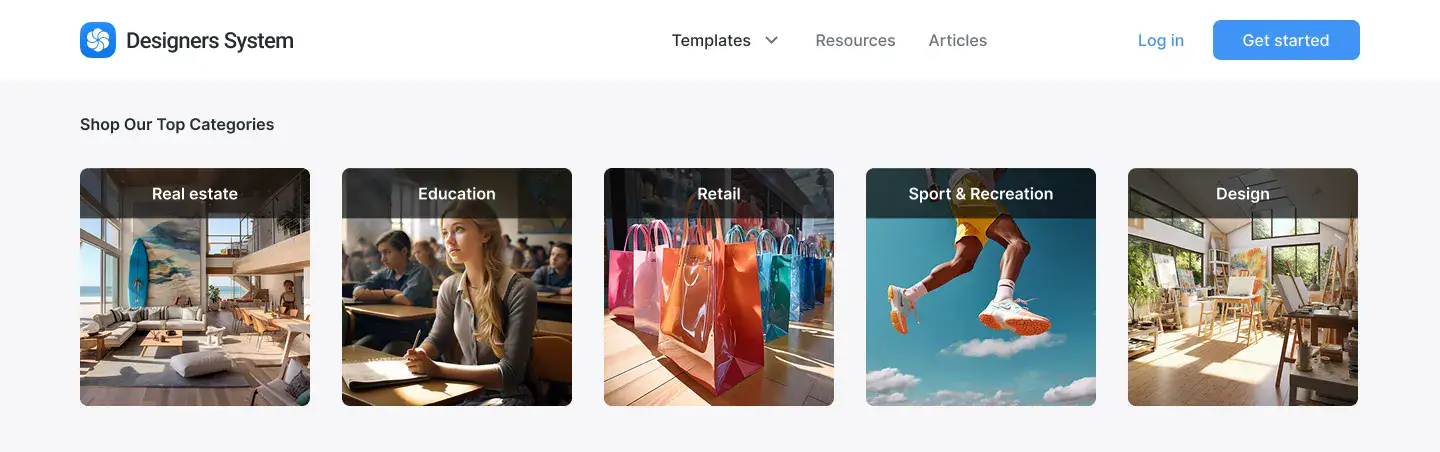 Designers System
Templates
Resources
Articles
Log in
Get started
Shop Our Top Categories
Real estate
Education
Retail
Sport & Recreation
Design